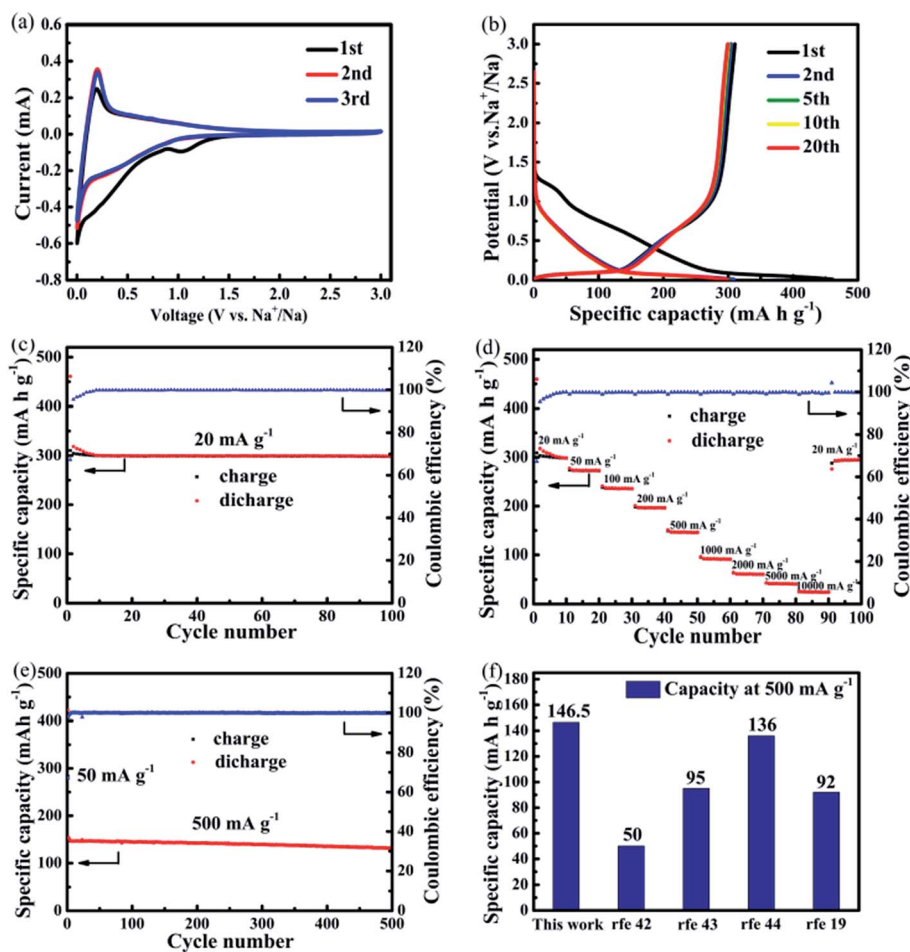 (a)
0.6
0.4
0.2
0.0
-0.2
-0.4
-0.6
-0.8
Current (mA)
1st
2nd
3rd
0.0 0.5 1.0 1.5 2.0 2.5 3.0
Voltage (V vs. Na⁺/Na)
(b)
3.0
2.5
2.0
1.5
1.0
0.5
0.0
Potential (V vs.Na⁺/Na)
1st
2nd
5th
10th
20th
0 100 200 300 400 500
Specific capactiy (mA h g⁻¹)
(c)
500
450
400
350
300
250
200
150
100
50
0
Specific capacity (mA h g⁻¹)
20 mA g⁻¹
charge
dicharge
120
100
80
60
40
20
0
Coulombic efficiency (%)
0 20 40 60 80 100
Cycle number
(d)
500
400
300
200
100
0
Specific capacity (mA h g⁻¹)
charge
dicharge
20 mA g⁻¹
50 mA g⁻¹
100 mA g⁻¹
200 mA g⁻¹
500 mA g⁻¹
1000 mA g⁻¹
2000 mA g⁻¹
5000 mA g⁻¹
10000 mA g⁻¹
20 mA g⁻¹
120
100
80
60
40
20
0
Coulombic efficiency (%)
0 10 20 30 40 50 60 70 80 90 100
Cycle number
(e)
500
400
300
200
100
0
Specific capacity (mAh g⁻¹)
charge
dicharge
50 mA g⁻¹
500 mA g⁻¹
120
100
80
60
40
20
0
Coulombic efficiency (%)
0 100 200 300 400 500
Cycle number
(f)
180
160
140
120
100
80
60
40
20
0
Specific capacity (mA h g⁻¹)
Capacity at 500 mA g⁻¹
146.5
50
95
136
92
This work rfe 42 rfe 43 rfe 44 rfe 19